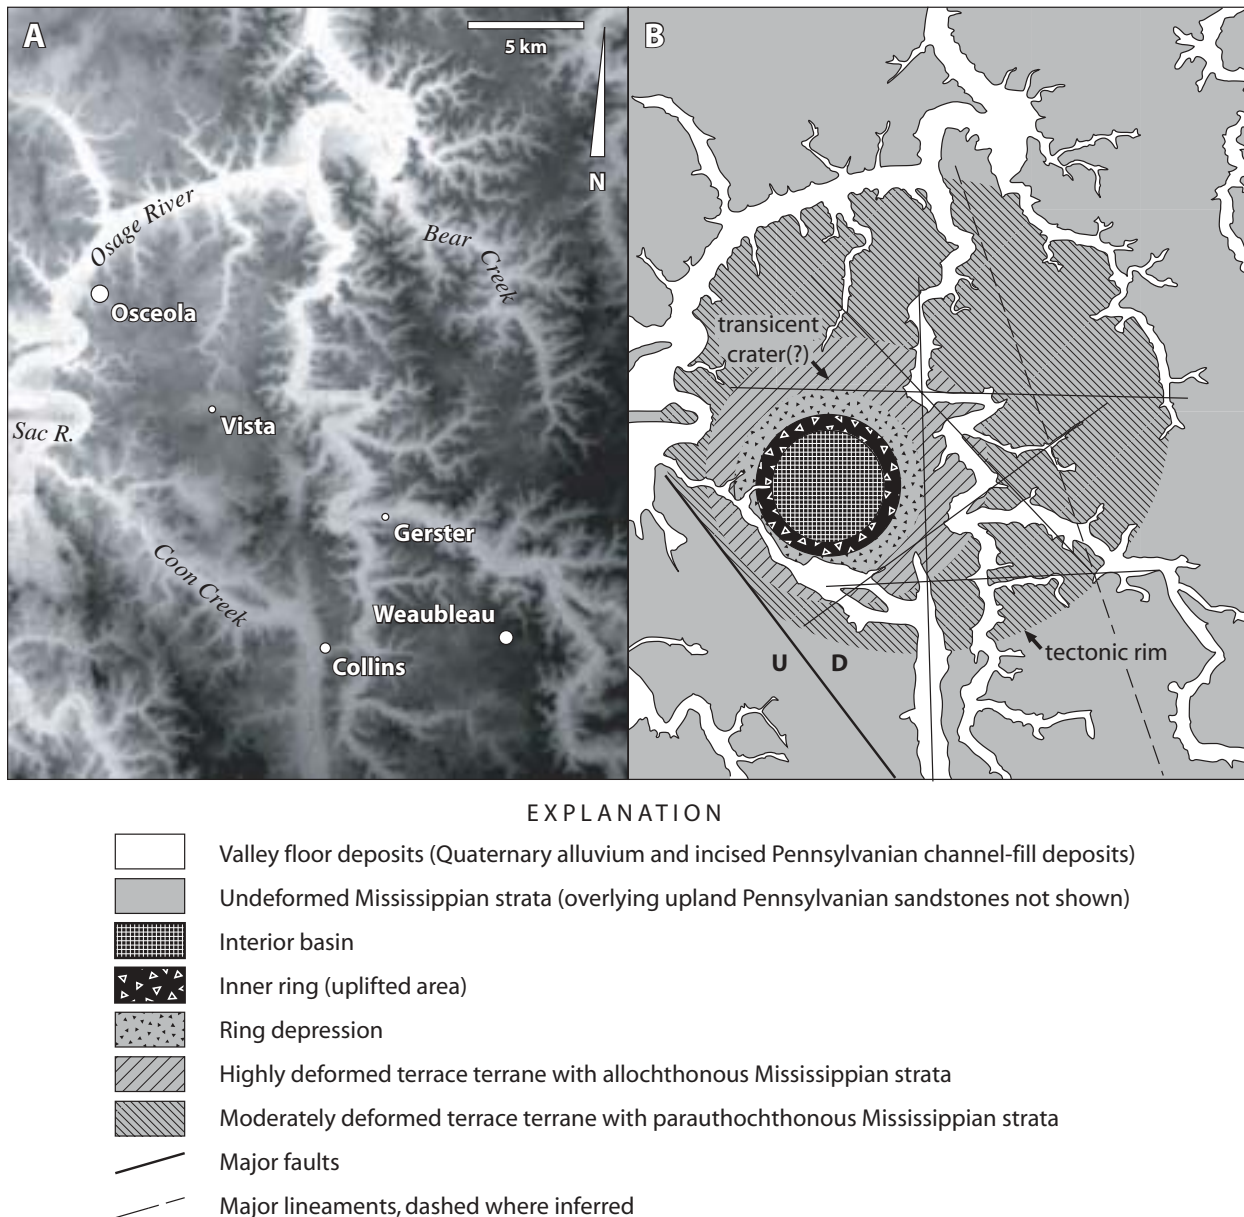 A
5 km
N
Osage River
Bear Creek
Osceola
Vista
Sac R.
Gerster
Coon Creek
Weaubleau
Collins
B
transicent
crater(?)
U D
tectonic rim
EXPLANATION
Valley floor deposits (Quaternary alluvium and incised Pennsylvanian channel-fill deposits)
Undeformed Mississippian strata (overlying upland Pennsylvanian sandstones not shown)
Interior basin
Inner ring (uplifted area)
Ring depression
Highly deformed terrace terrane with allochthonous Mississippian strata
Moderately deformed terrace terrane with parauthochthonous Mississippian strata
Major faults
Major lineaments, dashed where inferred